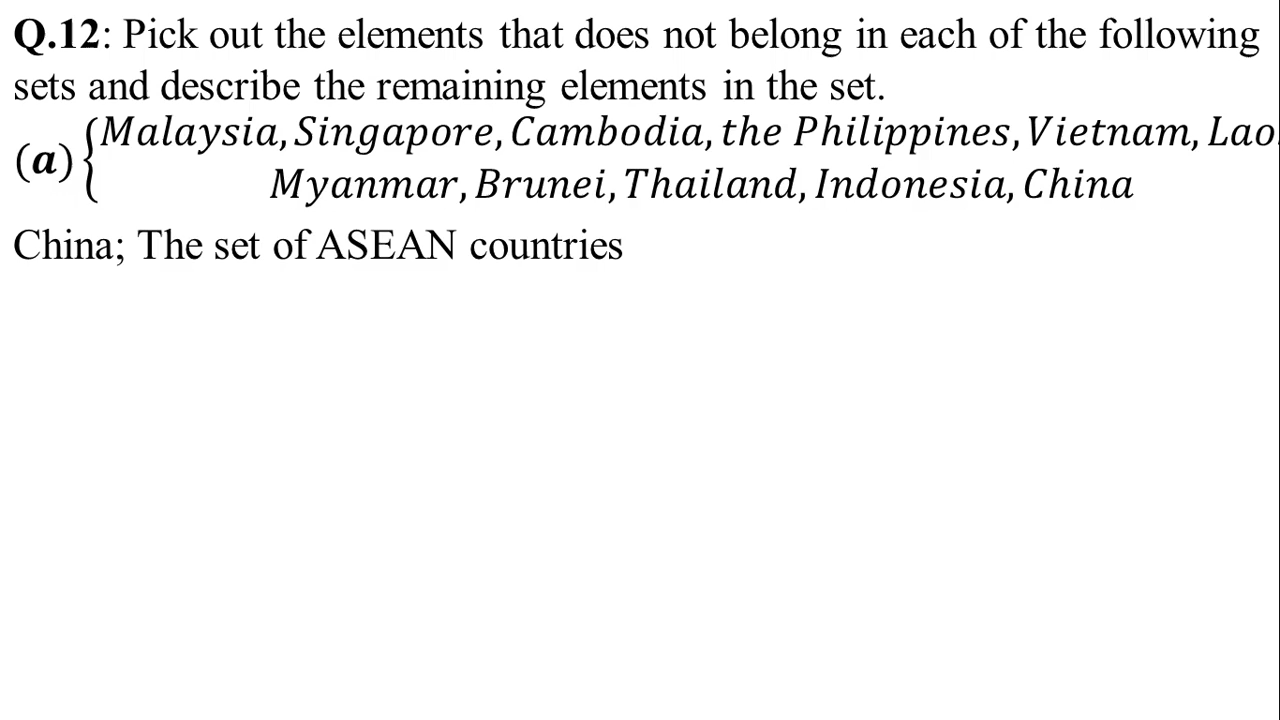 Q.12: Pick out the elements that does not belong in each of the following
sets and describe the remaining elements in the set.
(a) {Malaysia, Singapore, Cambodia, the Philippines, Vietnam, Lao
Myanmar, Brunei, Thailand, Indonesia, China
China; The set of ASEAN countries